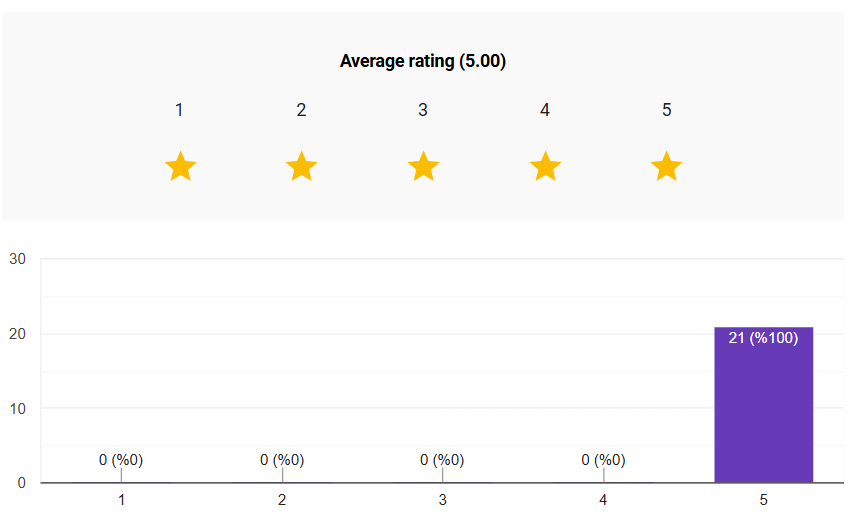 Average rating (5.00)
1 2 3 4 5
30
20
21 (%100)
10
0 (%0) 0 (%0) 0 (%0) 0 (%0)
0
1 2 3 4 5